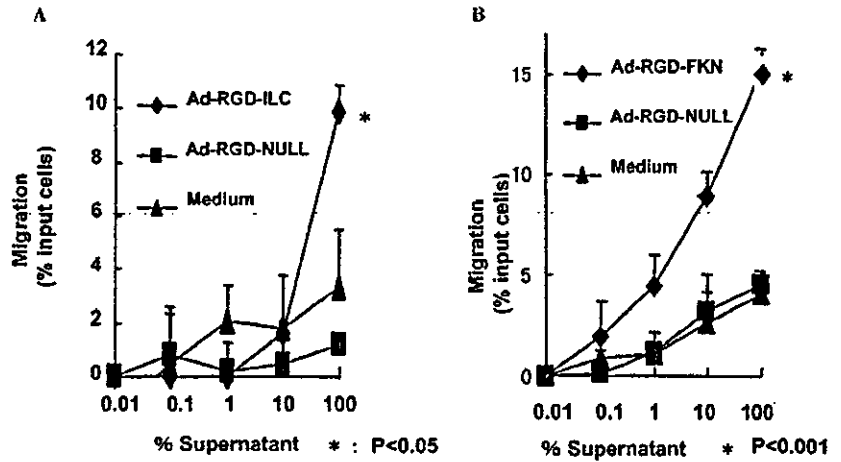 A
12
10
8
6
4
2
0
Migration
(% input cells)
Ad-RGD-ILC
Ad-RGD-NULL
Medium
*
0.01 0.1 1 10 100
% Supernatant * : P<0.05
B
15
10
5
0
Migration
(% input cells)
Ad-RGD-FKN
Ad-RGD-NULL
Medium
*
0.01 0.1 1 10 100
% Supernatant * P<0.001